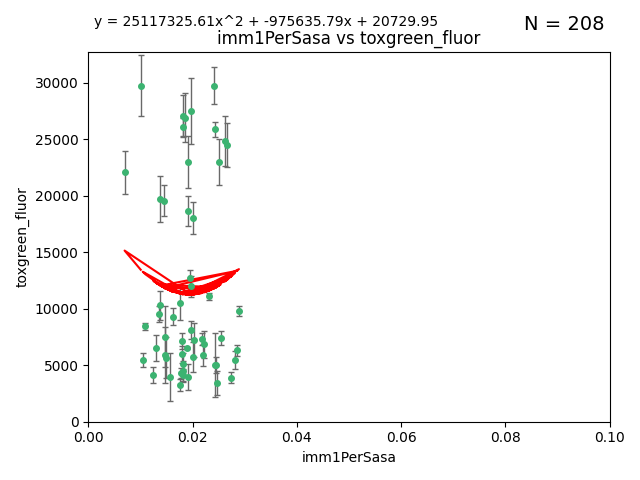 y = 25117325.61x^2 + -975635.79x + 20729.95
N = 208
imm1PerSasa vs toxgreen_fluor
30000
25000
20000
15000
10000
5000
0
toxgreen_fluor
0.00 0.02 0.04 0.06 0.08 0.10
imm1PerSasa